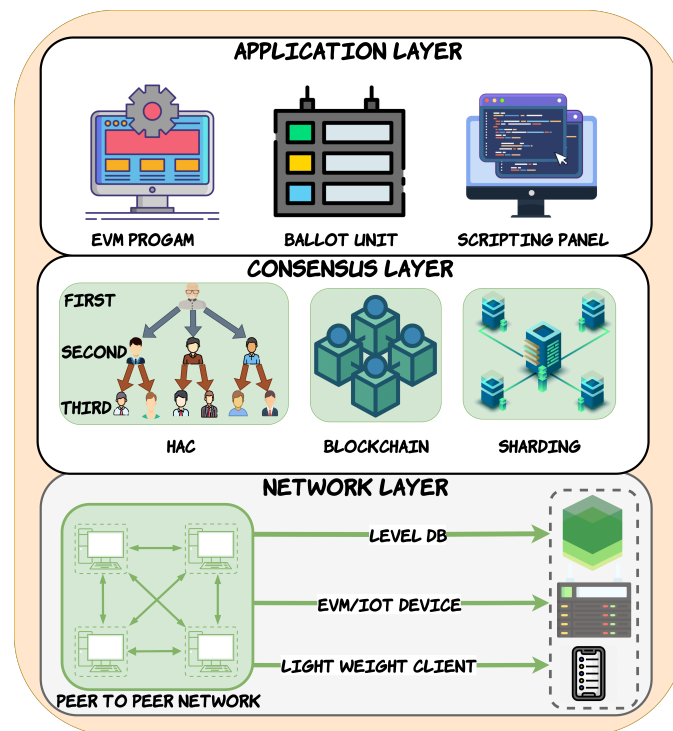 APPLICATION LAYER
EVM PROGAM
BALLOT UNIT
SCRIPTING PANEL
CONSENSUS LAYER
FIRST
SECOND
THIRD
HAC
BLOCKCHAIN
SHARDING
NETWORK LAYER
LEVEL DB
EVM/IOT DEVICE
LIGHT WEIGHT CLIENT
PEER TO PEER NETWORK